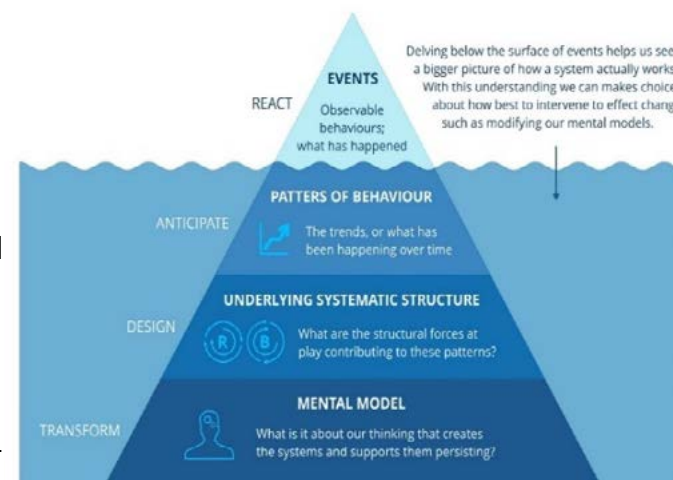 Delving below the surface of events helps us see
a bigger picture of how a system actually works
With this understanding we can makes choice
about how best to intervene to effect chang
such as modifying our mental models.
REACT
EVENTS
Observable
behaviours;
what has happened
ANTICIPATE
PATTERS OF BEHAVIOUR
The trends, or what has
been happening over time
DESIGN
UNDERLYING SYSTEMATIC STRUCTURE
R
B
What are the structural forces at
play contributing to these patterns?
TRANSFORM
MENTAL MODEL
What is it about our thinking that creates
the systems and supports them persisting?